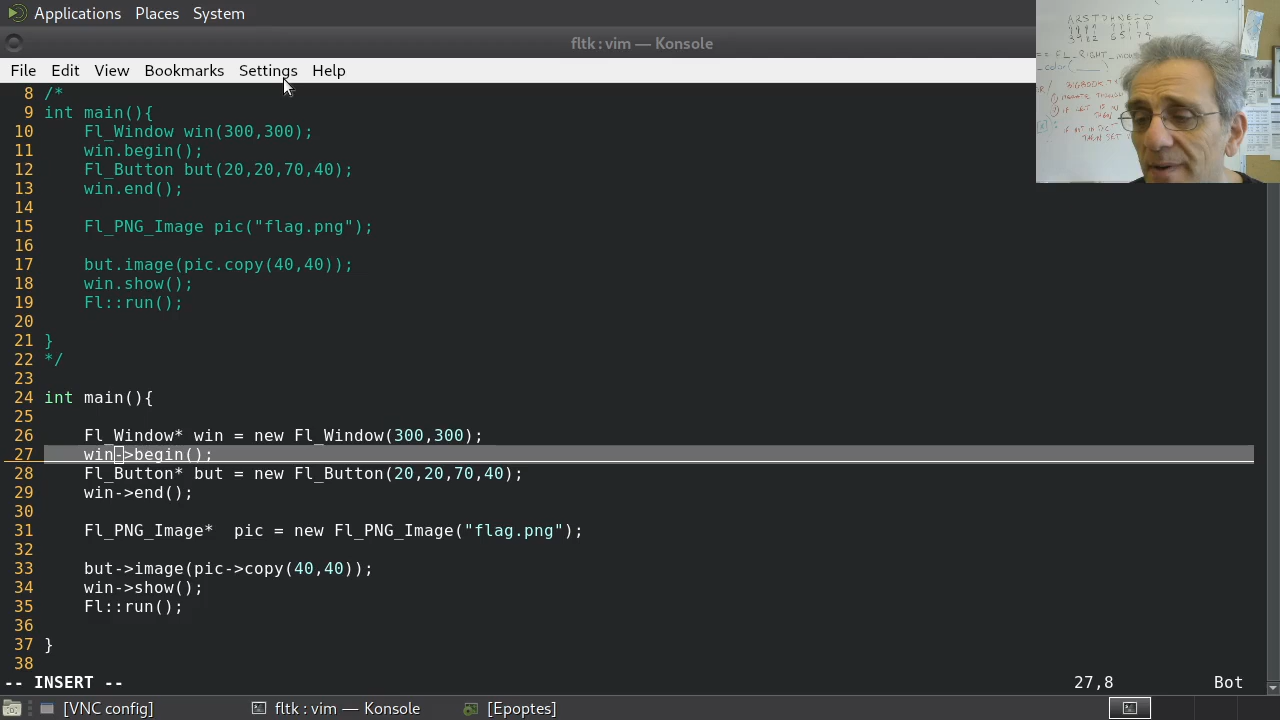 Applications Places System
fltk : vim — Konsole
File Edit View Bookmarks Settings Help
8 /*
9 int main(){
10 Fl_Window win(300,300);
11 win.begin();
12 Fl_Button but(20,20,70,40);
13 win.end();
14
15 Fl_PNG_Image pic("flag.png");
16
17 but.image(pic.copy(40,40));
18 win.show();
19 Fl::run();
20
21 }
22 */
23
24 int main(){
25
26 Fl_Window* win = new Fl_Window(300,300);
27 win->begin();
28 Fl_Button* but = new Fl_Button(20,20,70,40);
29 win->end();
30
31 Fl_PNG_Image*  pic = new Fl_PNG_Image("flag.png");
32
33 but->image(pic->copy(40,40));
34 win->show();
35 Fl::run();
36
37 }
38
-- INSERT -- 27,8 Bot
[VNC config] fltk : vim — Konsole [Epoptes]